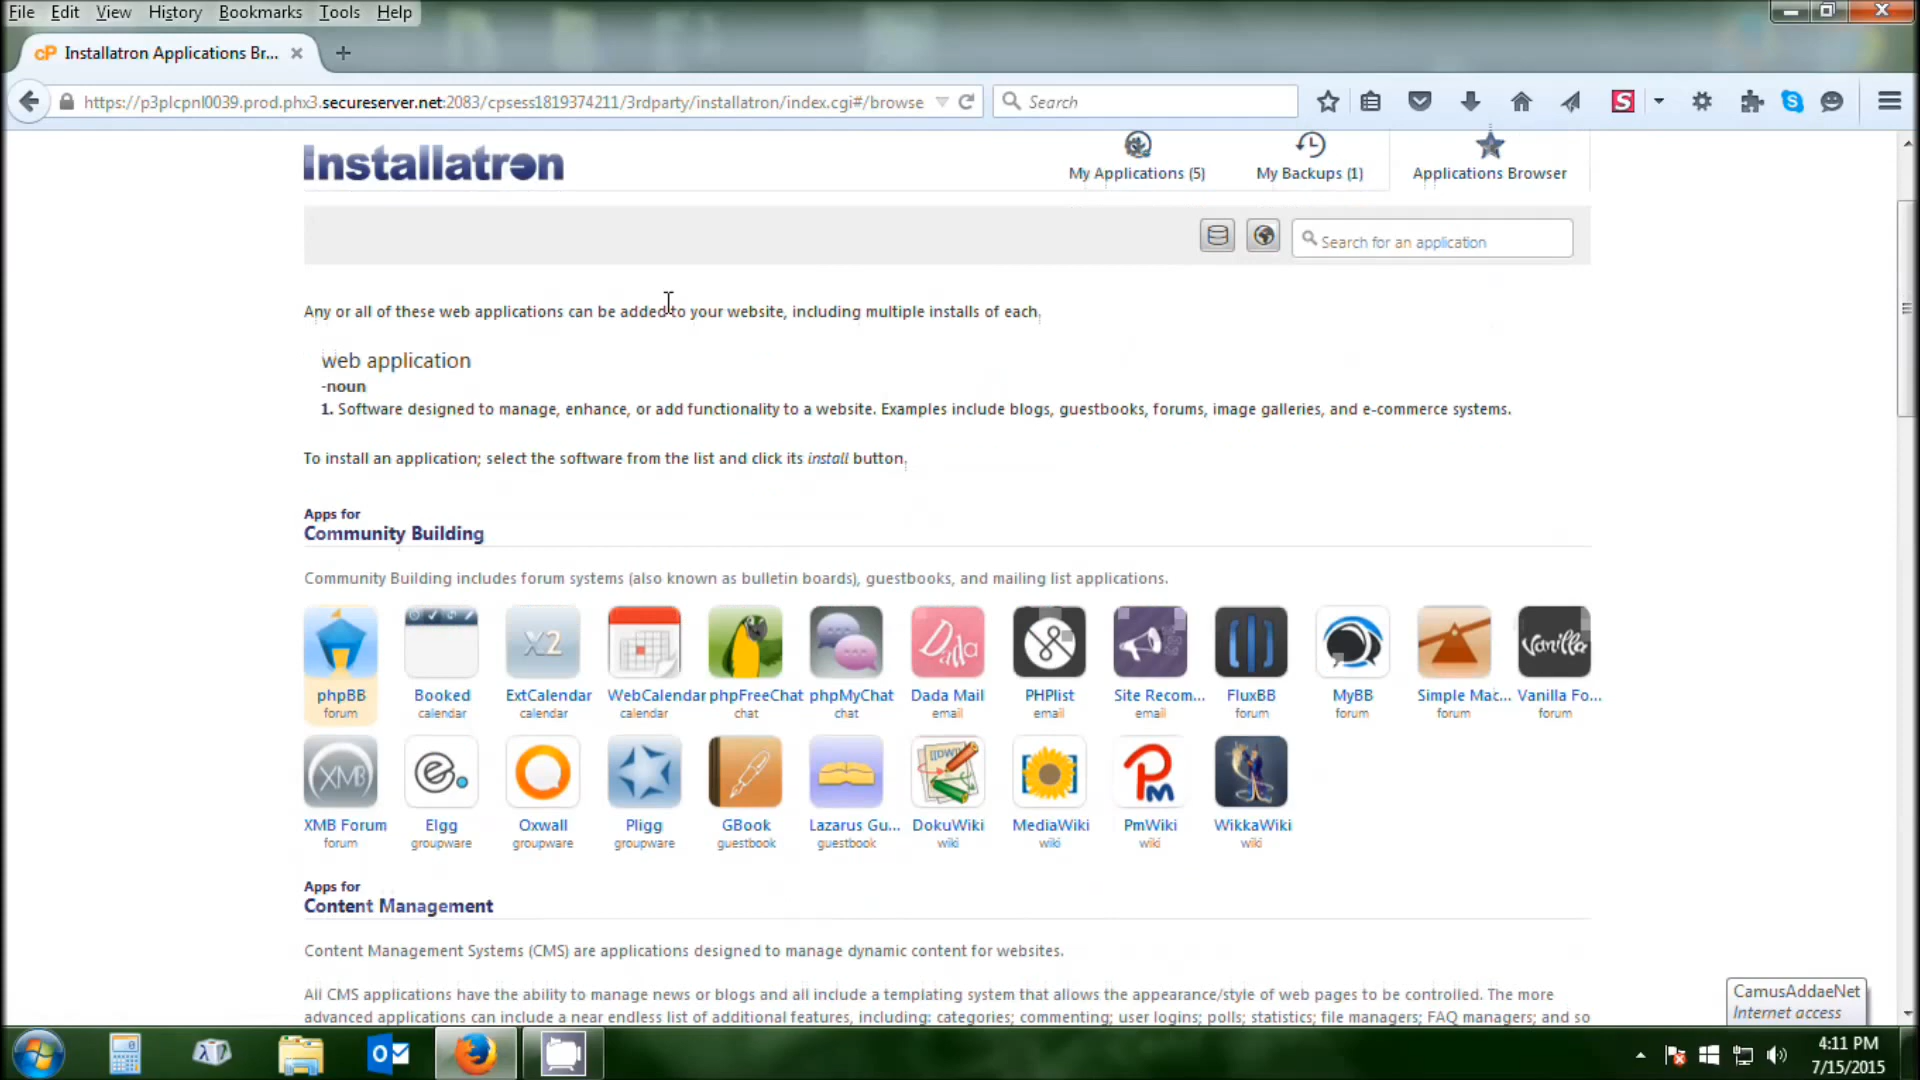 File Edit View History Bookmarks Tools Help
cP Installatron Applications Br...
https://p3plcpnl0039.prod.phx3.secureserver.net:2083/cpsess1819374211/3rdparty/installatron/index.cgi#/browse
Search
S
Installatron
My Applications (5) My Backups (1) Applications Browser
Search for an application
Any or all of these web applications can be added to your website, including multiple installs of each.
web application
-noun
1. Software designed to manage, enhance, or add functionality to a website. Examples include blogs, guestbooks, forums, image galleries, and e-commerce systems.
To install an application; select the software from the list and click its install button.
Apps for
Community Building
Community Building includes forum systems (also known as bulletin boards), guestbooks, and mailing list applications.
X2 Dada Vanilla
phpBB Booked ExtCalendar WebCalendar phpFreeChat phpMyChat Dada Mail PHPlist Site Recom... FluxBB MyBB Simple Mac... Vanilla Fo...
forum calendar calendar calendar chat chat email email email forum forum forum forum
XMB PM
XMB Forum Elgg Oxwall Pligg GBook Lazarus Gu... DokuWiki MediaWiki PmWiki WikkaWiki
forum groupware groupware groupware guestbook guestbook wiki wiki wiki wiki
Apps for
Content Management
Content Management Systems (CMS) are applications designed to manage dynamic content for websites.
All CMS applications have the ability to manage news or blogs and all include a templating system that allows the appearance/style of web pages to be controlled. The more
advanced applications can include a near endless list of additional features, including: categories; commenting; user logins; polls; statistics; file managers; FAQ managers; and so
CamusAddaeNet
Internet access
4:11 PM
7/15/2015